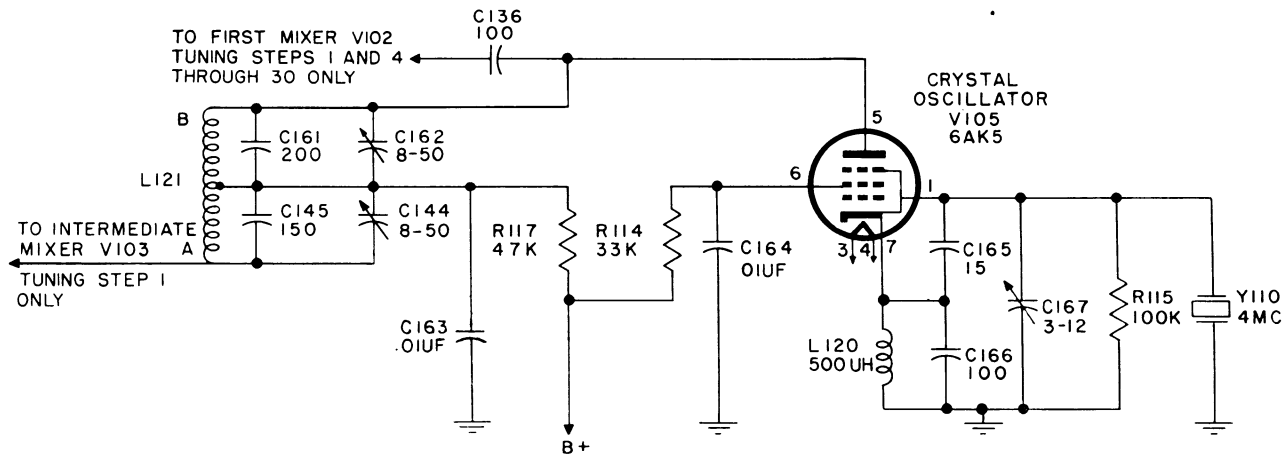 C136
100
TO FIRST MIXER V102
TUNING STEPS 1 AND 4
THROUGH 30 ONLY
CRYSTAL
OSCILLATOR
V105
6AK5
5
B
C161
200
C162
8-50
6
1
L121
C145
150
C144
8-50
TO INTERMEDIATE
MIXER V103
A
TUNING STEP 1
ONLY
R117
47K
R114
33K
C164
.01UF
3
4
7
C165
15
C163
.01UF
L120
500UH
C166
100
C167
3-12
R115
100K
Y110
4MC
B+